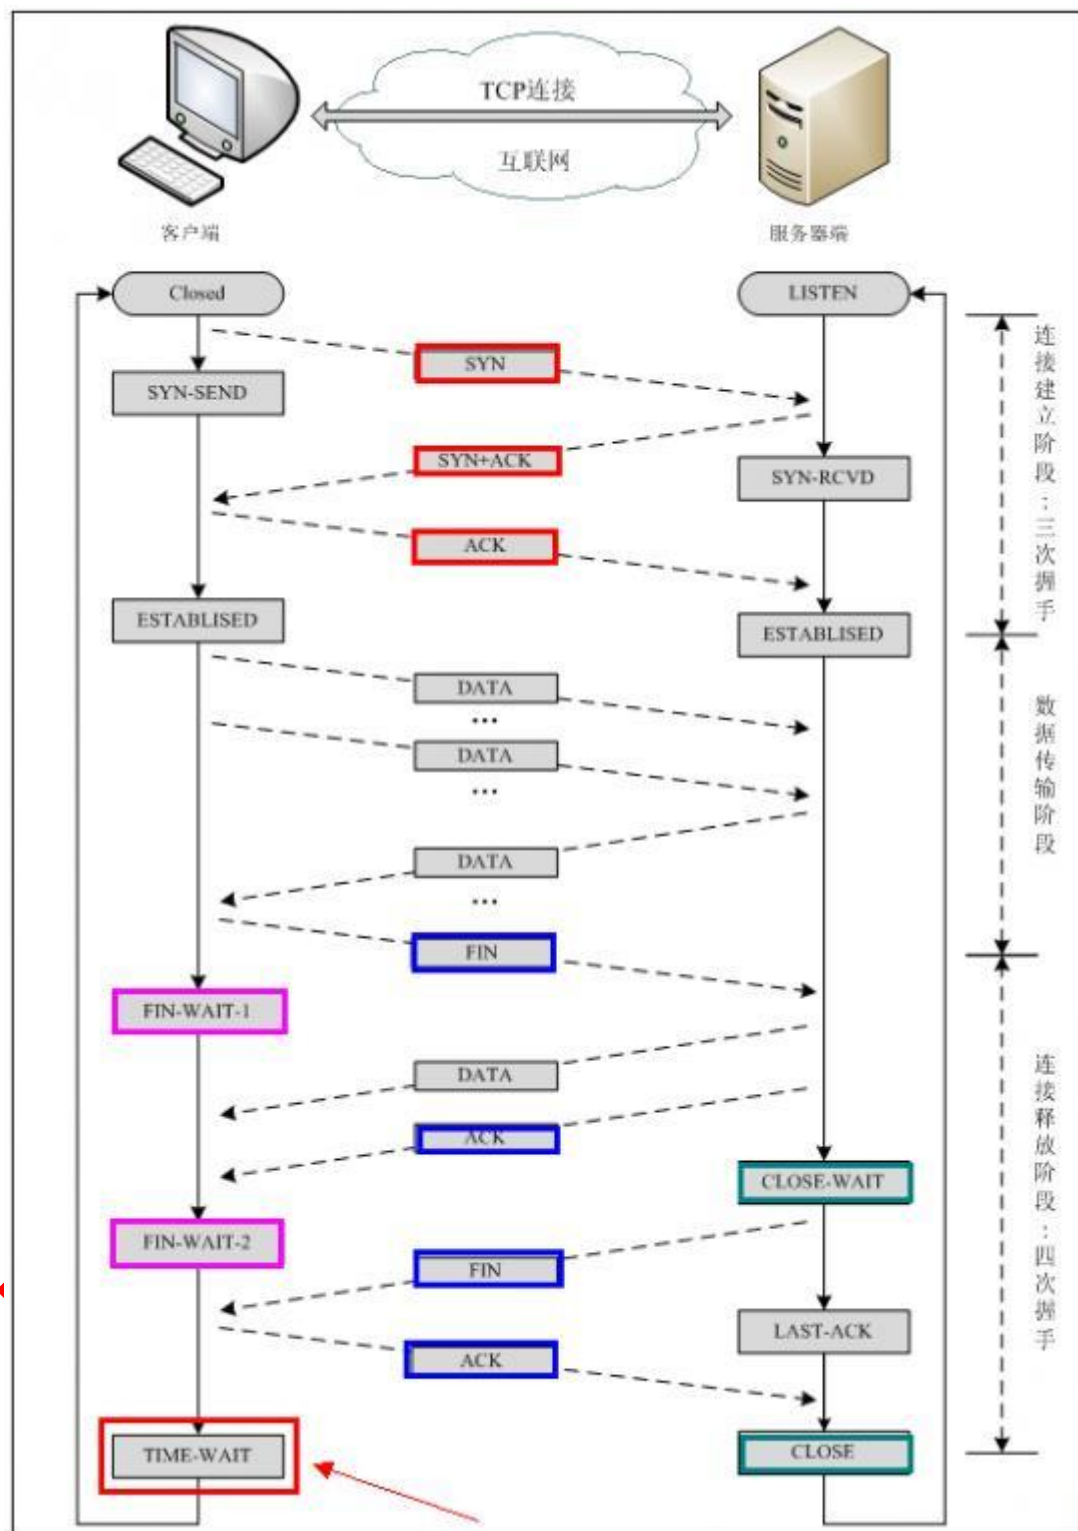 TCP连接
互联网
客户端
服务器端
Closed
LISTEN
SYN
SYN-SEND
SYN+ACK
SYN-RCVD
ACK
ESTABLISED
ESTABLISED
连接建立阶段:三次握手
DATA
...
DATA
...
DATA
...
数据传输阶段
FIN
FIN-WAIT-1
DATA
ACK
CLOSE-WAIT
FIN-WAIT-2
FIN
LAST-ACK
ACK
TIME-WAIT
CLOSE
连接释放阶段:四次握手